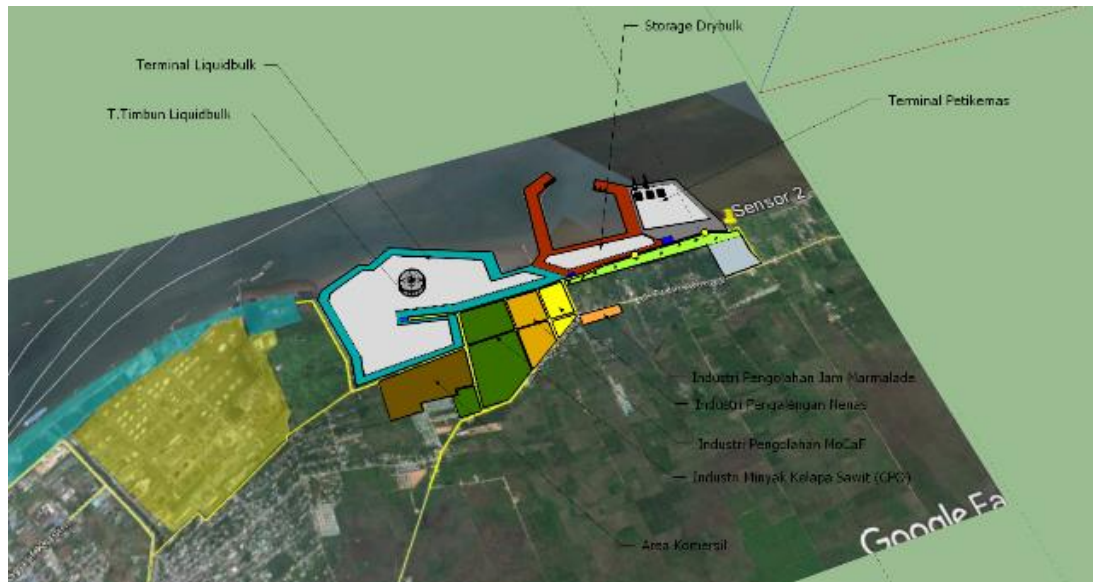 Storage Drybulk
Terminal Liquidbulk
Terminal Petikemas
T.Timbun Liquidbulk
Sensor 2
Industri Pengolahan Jam Marmalade
Industri Pengalengan Nenas
Industri Pengolahan MoCaF
Industri Minyak Kelapa Sawit (CPO)
Google Ea
Area Komersil